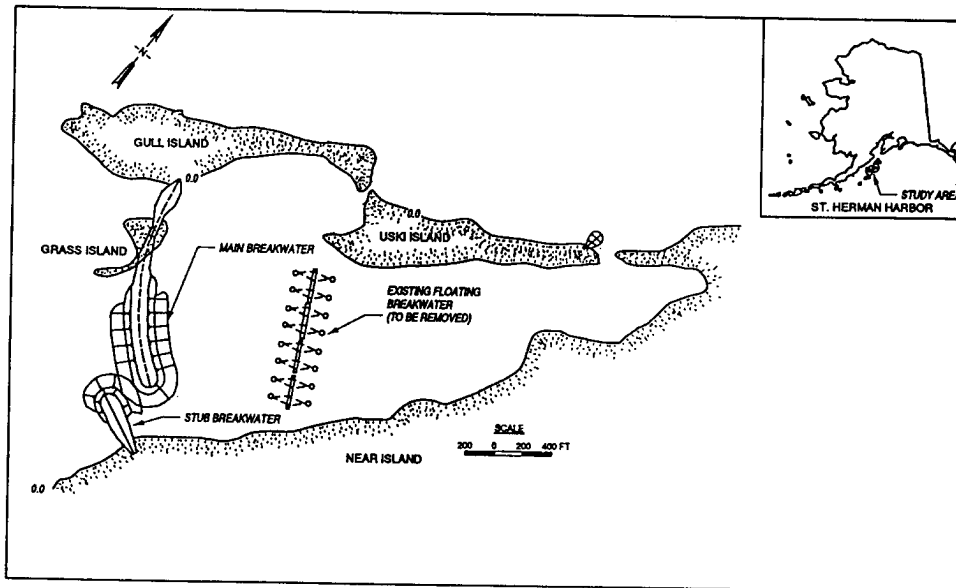 -N-
GULL ISLAND
0.0
0.0
GRASS ISLAND
MAIN BREAKWATER
USKI ISLAND
EXISTING FLOATING
BREAKWATER
(TO BE REMOVED)
STUB BREAKWATER
NEAR ISLAND
SCALE
200 0 200 400 FT
0.0
STUDY AREA
ST. HERMAN HARBOR